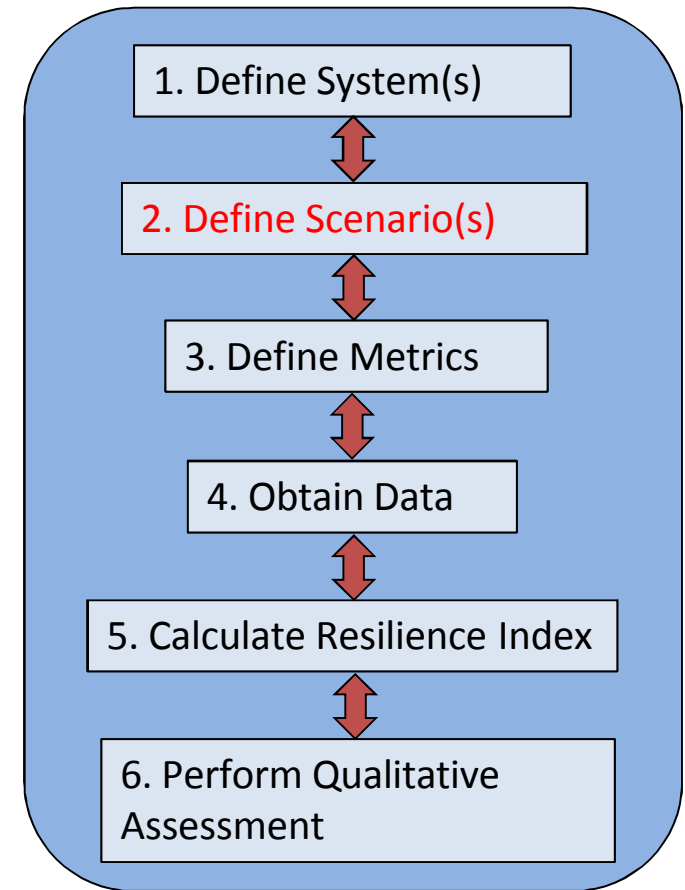 1. Define System(s)
2. Define Scenario(s)
3. Define Metrics
4. Obtain Data
5. Calculate Resilience Index
6. Perform Qualitative
Assessment